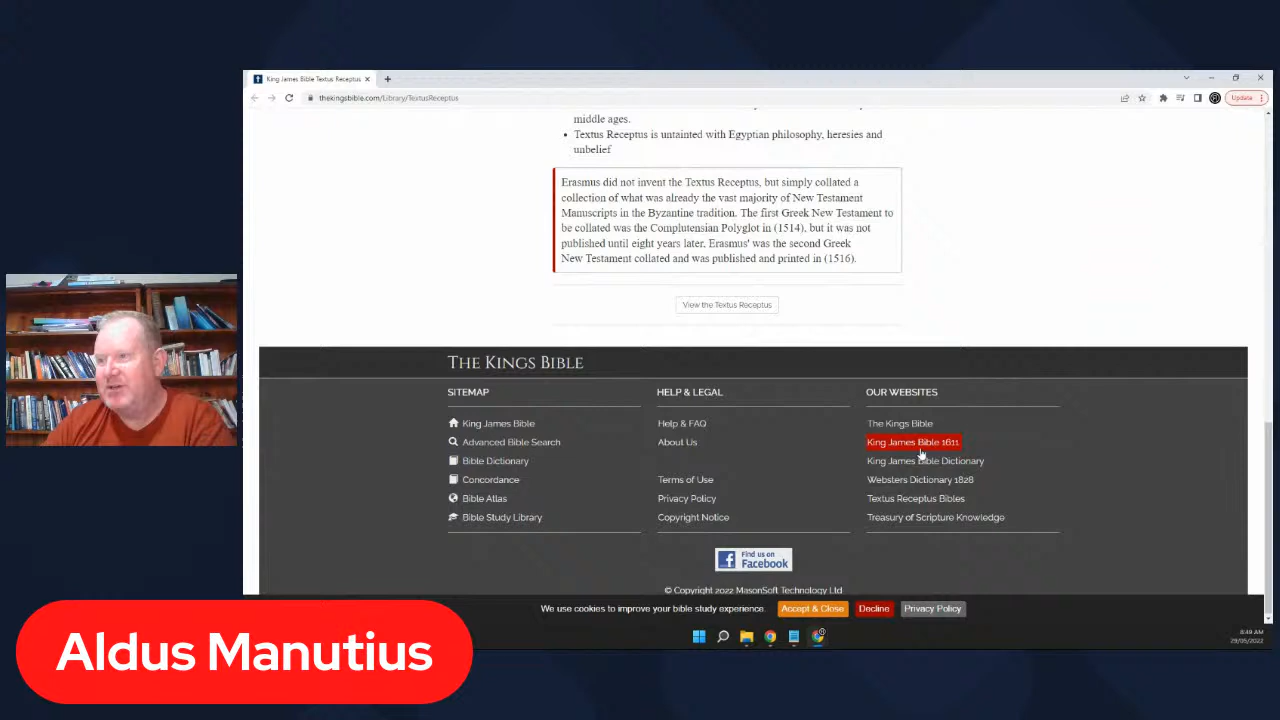 King James Bible Textus Receptus
thekingsbible.com/Library/TextusReceptus
Update
middle ages.
Textus Receptus is untainted with Egyptian philosophy, heresies and
unbelief
Erasmus did not invent the Textus Receptus, but simply collated a
collection of what was already the vast majority of New Testament
Manuscripts in the Byzantine tradition. The first Greek New Testament to
be collated was the Complutensian Polyglot in (1514), but it was not
published until eight years later. Erasmus' was the second Greek
New Testament collated and was published and printed in (1516).
View the Textus Receptus
THE KINGS BIBLE
SITEMAP
King James Bible
Advanced Bible Search
Bible Dictionary
Concordance
Bible Atlas
Bible Study Library
HELP & LEGAL
Help & FAQ
About Us
Terms of Use
Privacy Policy
Copyright Notice
OUR WEBSITES
The Kings Bible
King James Bible 1611
King James Bible Dictionary
Websters Dictionary 1828
Textus Receptus Bibles
Treasury of Scripture Knowledge
Find us on
Facebook
© Copyright 2022 MasonSoft Technology Ltd
We use cookies to improve your bible study experience.
Accept & Close
Decline
Privacy Policy
8:49 AM
29/05/2022
Aldus Manutius